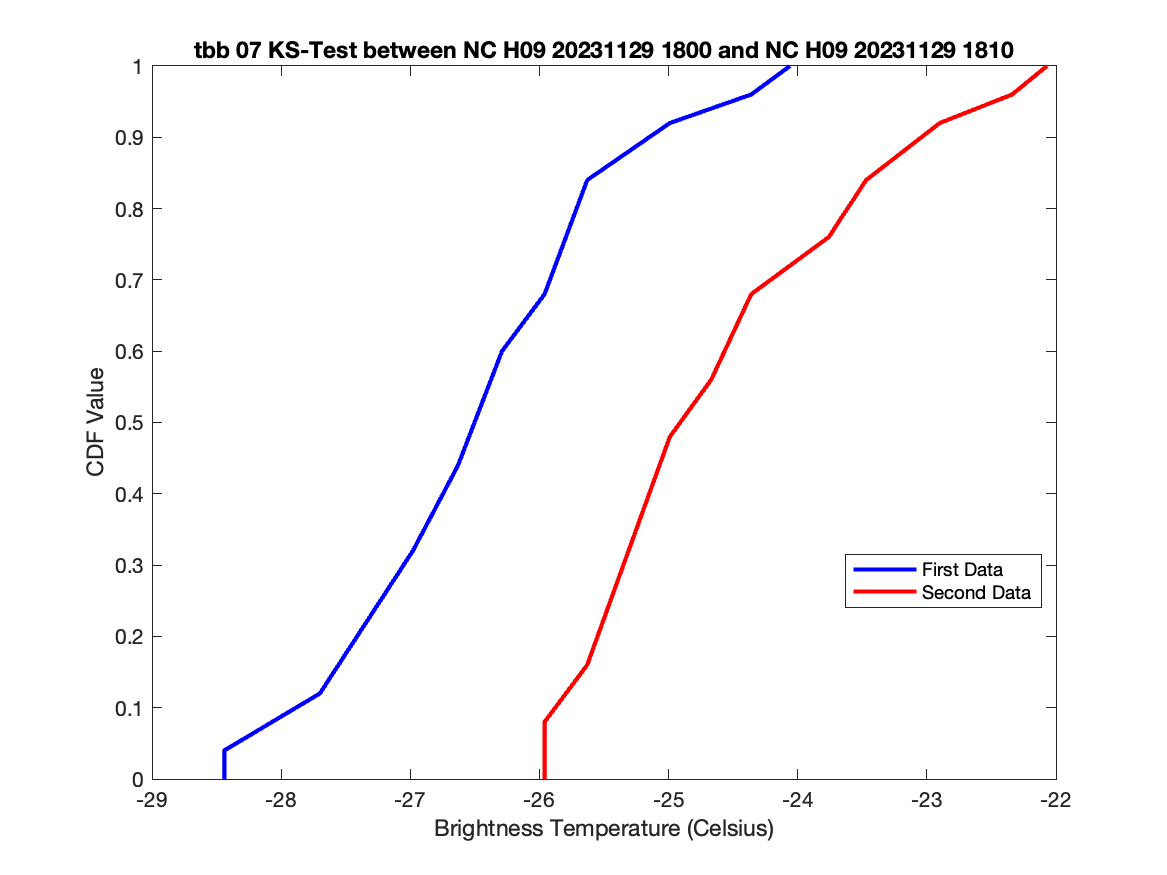 tbb 07 KS-Test between NC H09 20231129 1800 and NC H09 20231129 1810
1
0.9
0.8
0.7
0.6
0.5
0.4
0.3
0.2
0.1
0
CDF Value
First Data
Second Data
-29 -28 -27 -26 -25 -24 -23 -22
Brightness Temperature (Celsius)